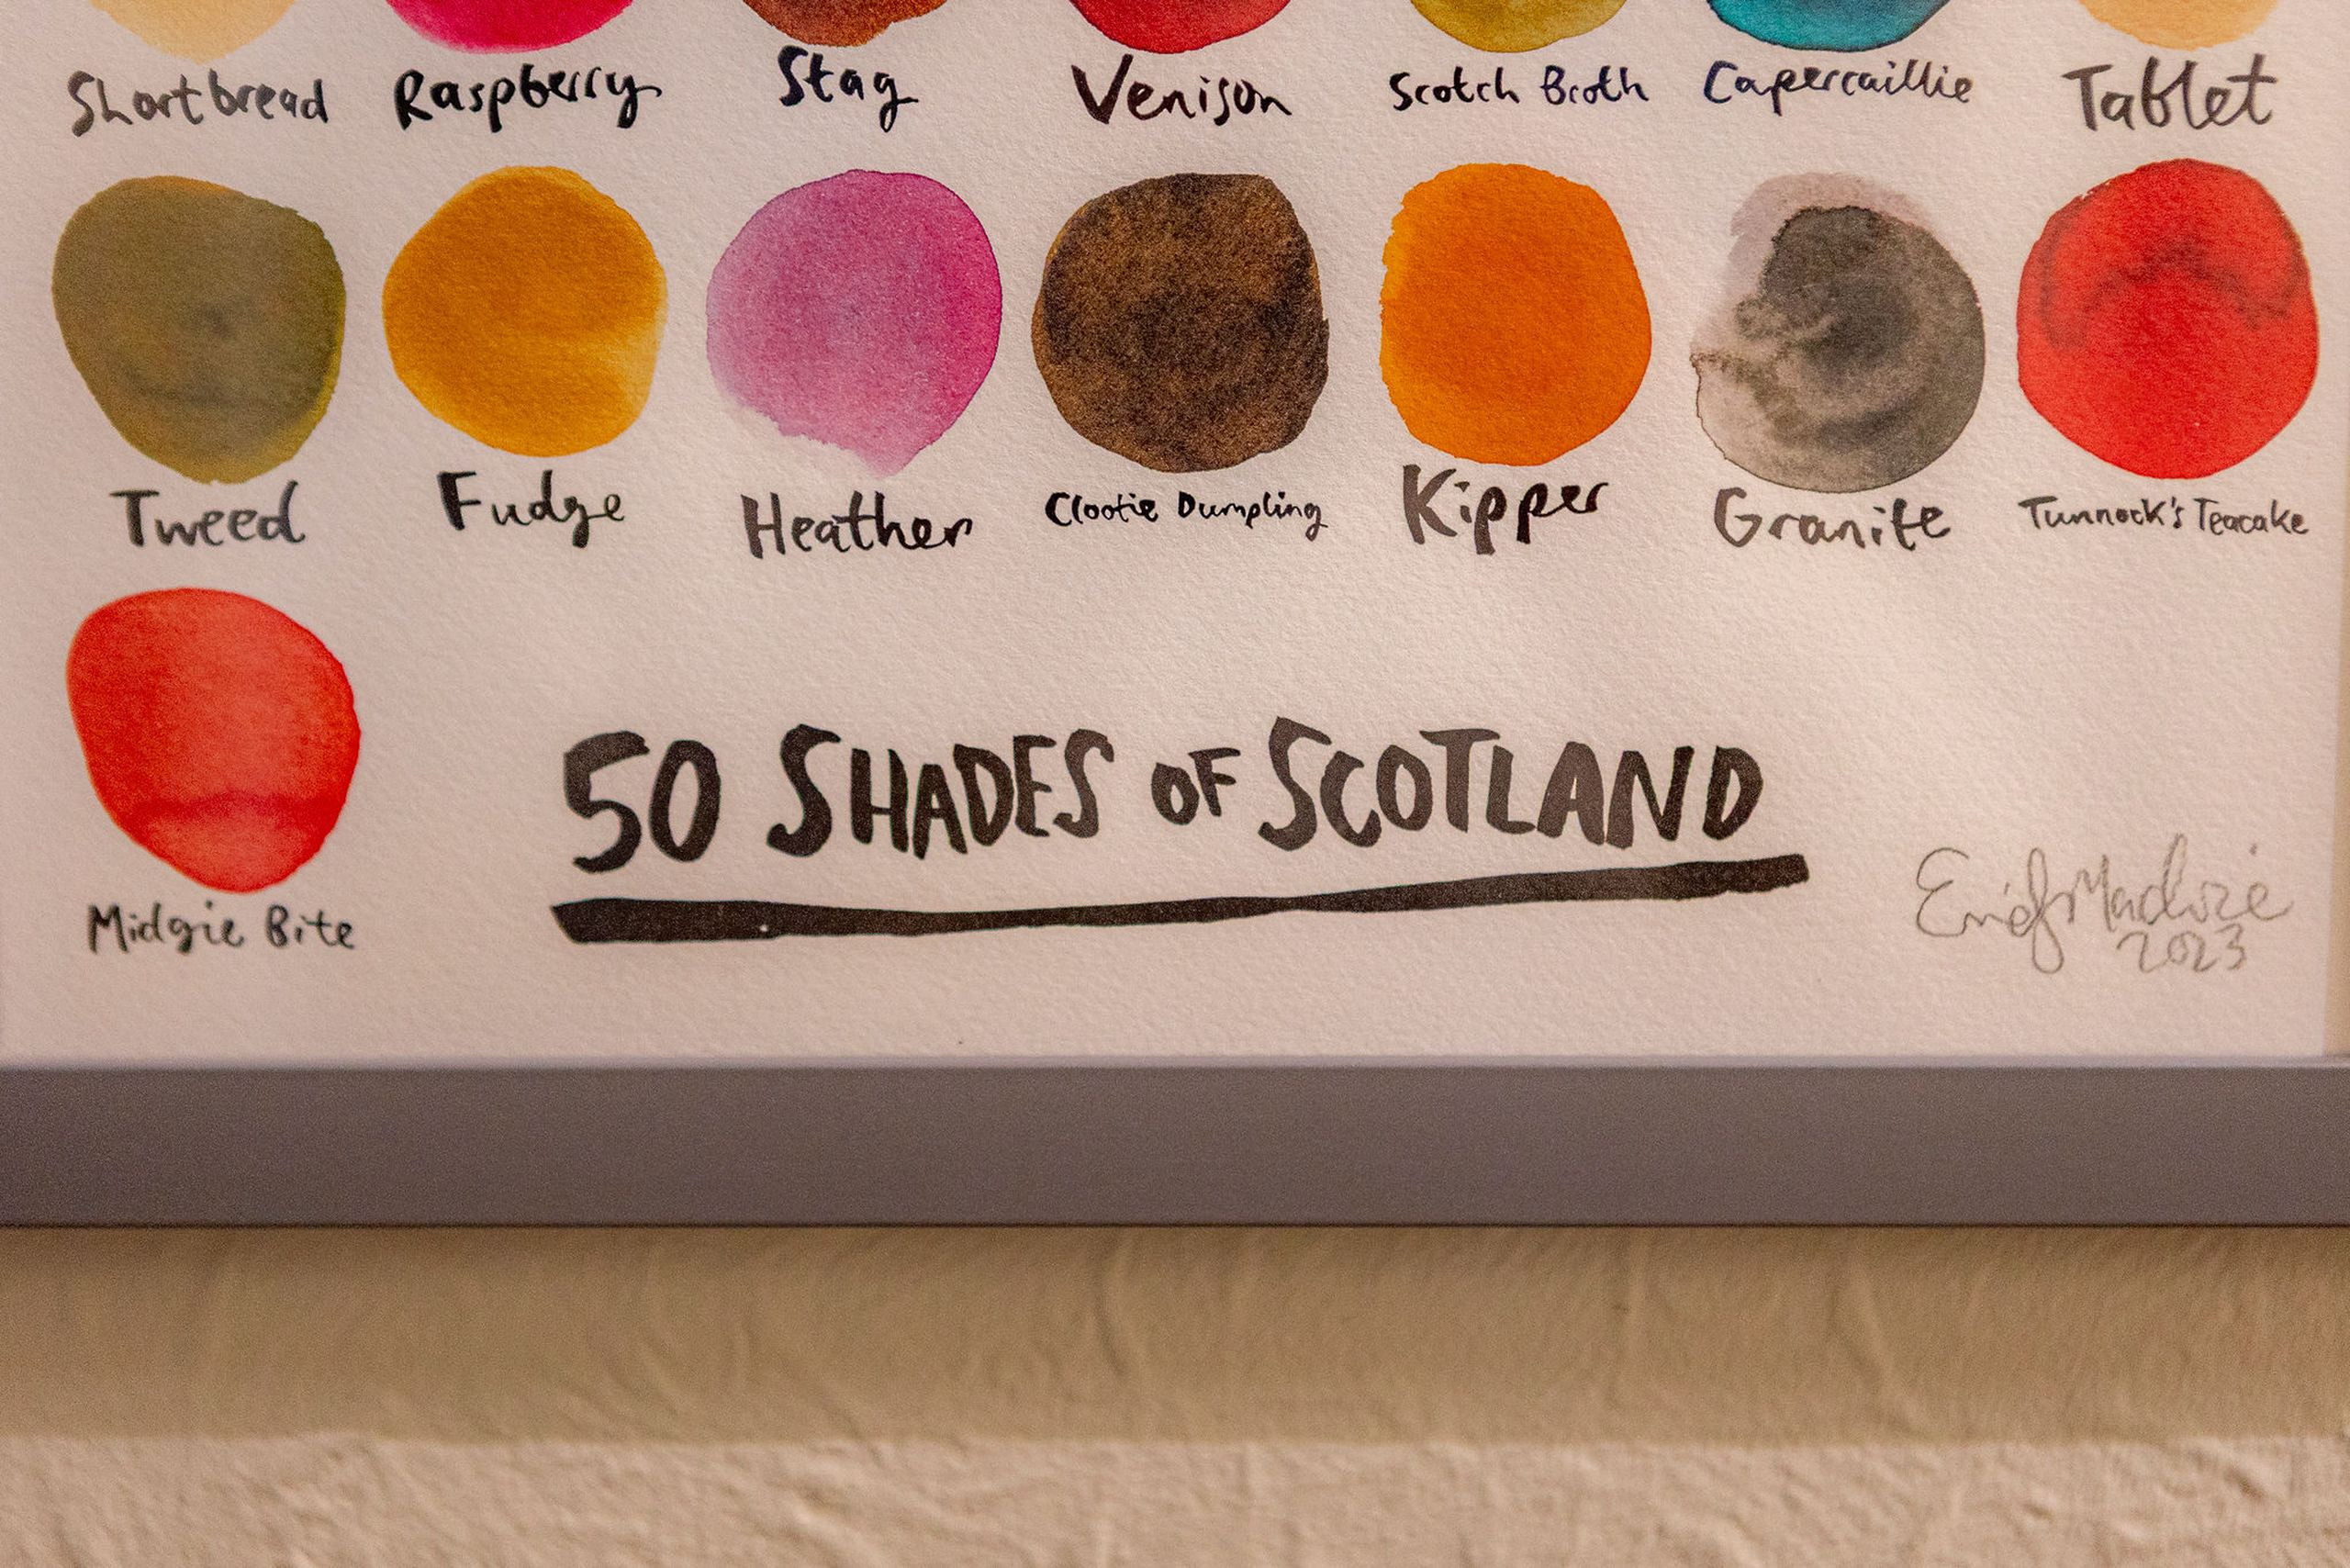 Shortbread Raspberry Stag Venison Scotch Broth Capercaillie Tablet
Tweed Fudge Heather Clootie Dumpling Kipper Granite Tunnock's Teacake
Midgie Bite
50 SHADES OF SCOTLAND
2023